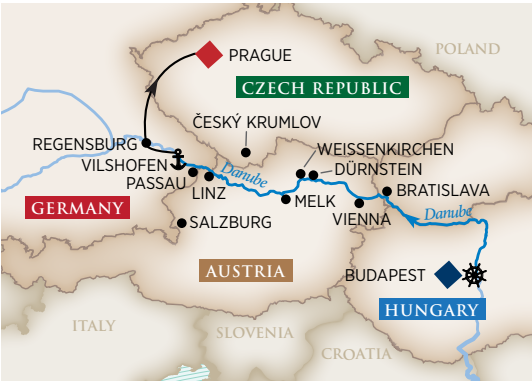 POLAND
PRAGUE
CZECH REPUBLIC
ČESKÝ KRUMLOV
REGENSBURG
WEISSENKIRCHEN
VILSHOFEN
Danube
DÜRNSTEIN
PASSAU
LINZ
BRATISLAVA
MELK
GERMANY
VIENNA
Danube
SALZBURG
AUSTRIA
BUDAPEST
HUNGARY
ITALY
SLOVENIA
CROATIA